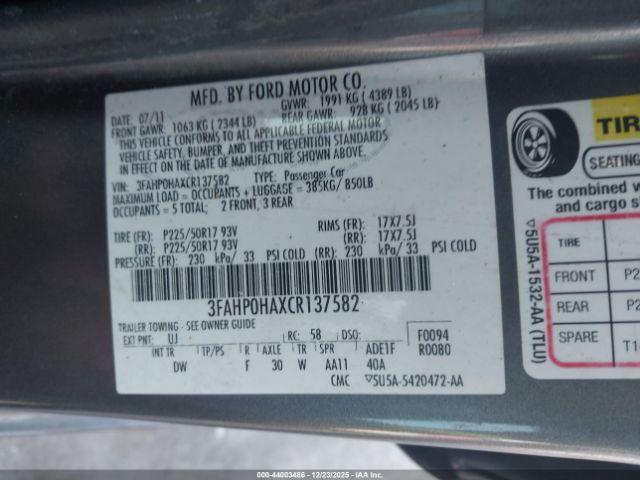 MFD. BY FORD MOTOR CO.
DATE: 07/11 GVWR: 1991 KG ( 4389 LB)
FRONT GAWR: 1063 KG ( 2344 LB) REAR GAWR: 928 KG ( 2045 LB)
THIS VEHICLE CONFORMS TO ALL APPLICABLE FEDERAL MOTOR
VEHICLE SAFETY, BUMPER, AND THEFT PREVENTION STANDARDS
IN EFFECT ON THE DATE OF MANUFACTURE SHOWN ABOVE.
VIN: 3FAHP0HAXCR137582 TYPE: Passenger Car
MAXIMUM LOAD = OCCUPANTS + LUGGAGE = 385KG/ 850LB
OCCUPANTS = 5 TOTAL; 2 FRONT, 3 REAR
TIRE (FR): P225/50R17 93V RIMS (FR): 17X7.5J
(RR): P225/50R17 93V (RR): 17X7.5J
PRESSURE (FR): 230 kPa/ 33 PSI COLD (RR): 230 kPa/ 33 PSI COLD
3FAHP0HAXCR137582
TRAILER TOWING - SEE OWNER GUIDE
EXT PNT: UJ RC: 58 DSO: F0094
R0080
INT TR TP/PS R AXLE TR SPR ADE1F
DW F 30 W AA11 40A
CMC ▽5U5A-5420472-AA
▽5U5A-1532-AA (TLU)
TIR
SEATING
The combined
and cargo s
TIRE
FRONT P2
REAR P2
SPARE T1
000-44003486 - 12/23/2025 - IAAI